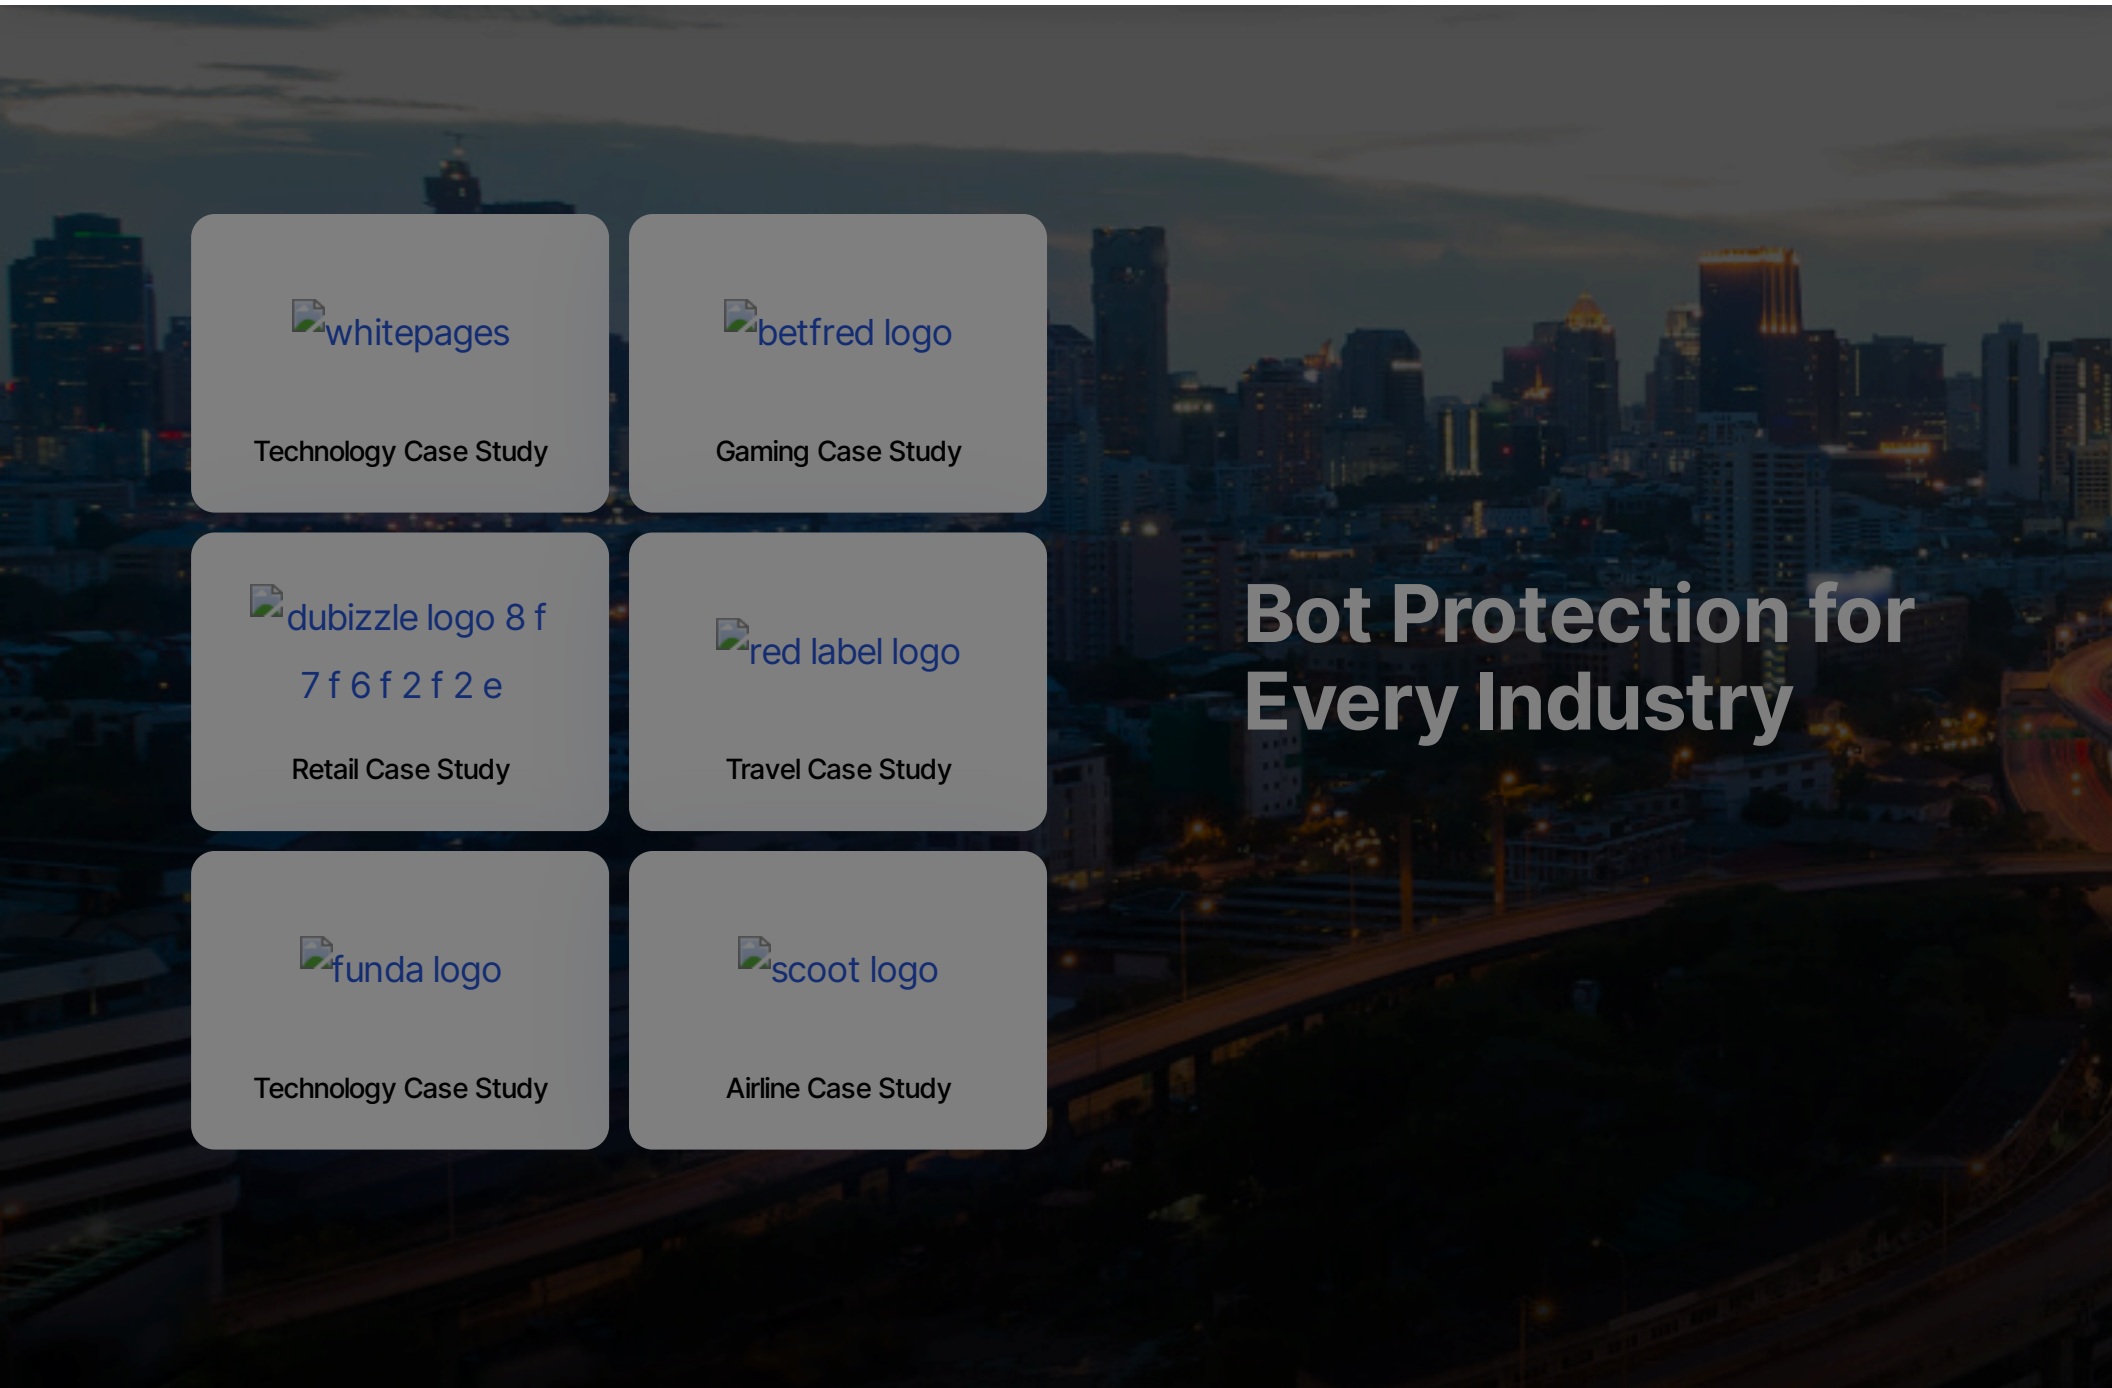 whitepages
Technology Case Study
betfred logo
Gaming Case Study
dubizzle logo 8 f
7 f 6 f 2 f 2 e
Retail Case Study
red label logo
Travel Case Study
funda logo
Technology Case Study
scoot logo
Airline Case Study
Bot Protection for
Every Industry